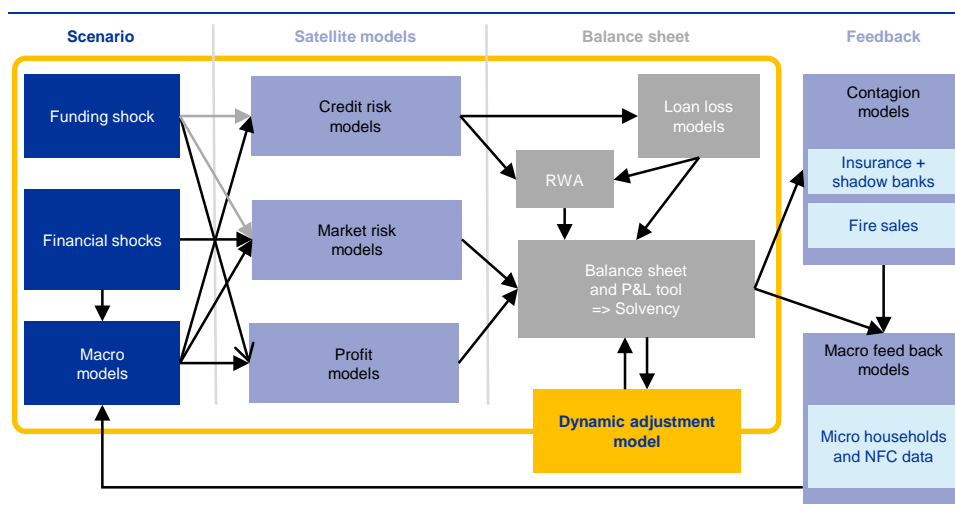 Scenario
Satellite models
Balance sheet
Feedback
Funding shock
Financial shocks
Macro
models
Credit risk
models
Market risk
models
Profit
models
Loan loss
models
RWA
Balance sheet
and P&L tool
=> Solvency
Dynamic adjustment
model
Contagion
models
Insurance +
shadow banks
Fire sales
Macro feed back
models
Micro households
and NFC data